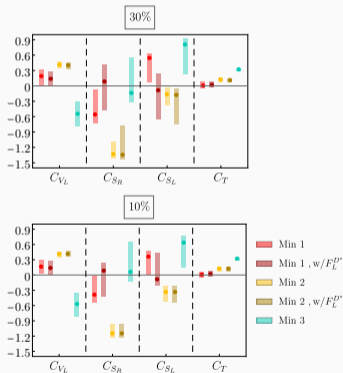 30%
0.9
0.6
0.3
0
−0.3
−0.6
−0.9
−1.2
−1.5
C_{V_L} C_{S_R} C_{S_L} C_T
10%
0.9
0.6
0.3
0
−0.3
−0.6
−0.9
−1.2
−1.5
C_{V_L} C_{S_R} C_{S_L} C_T
Min 1
Min 1 , w/F_L^{D*}
Min 2
Min 2 , w/F_L^{D*}
Min 3